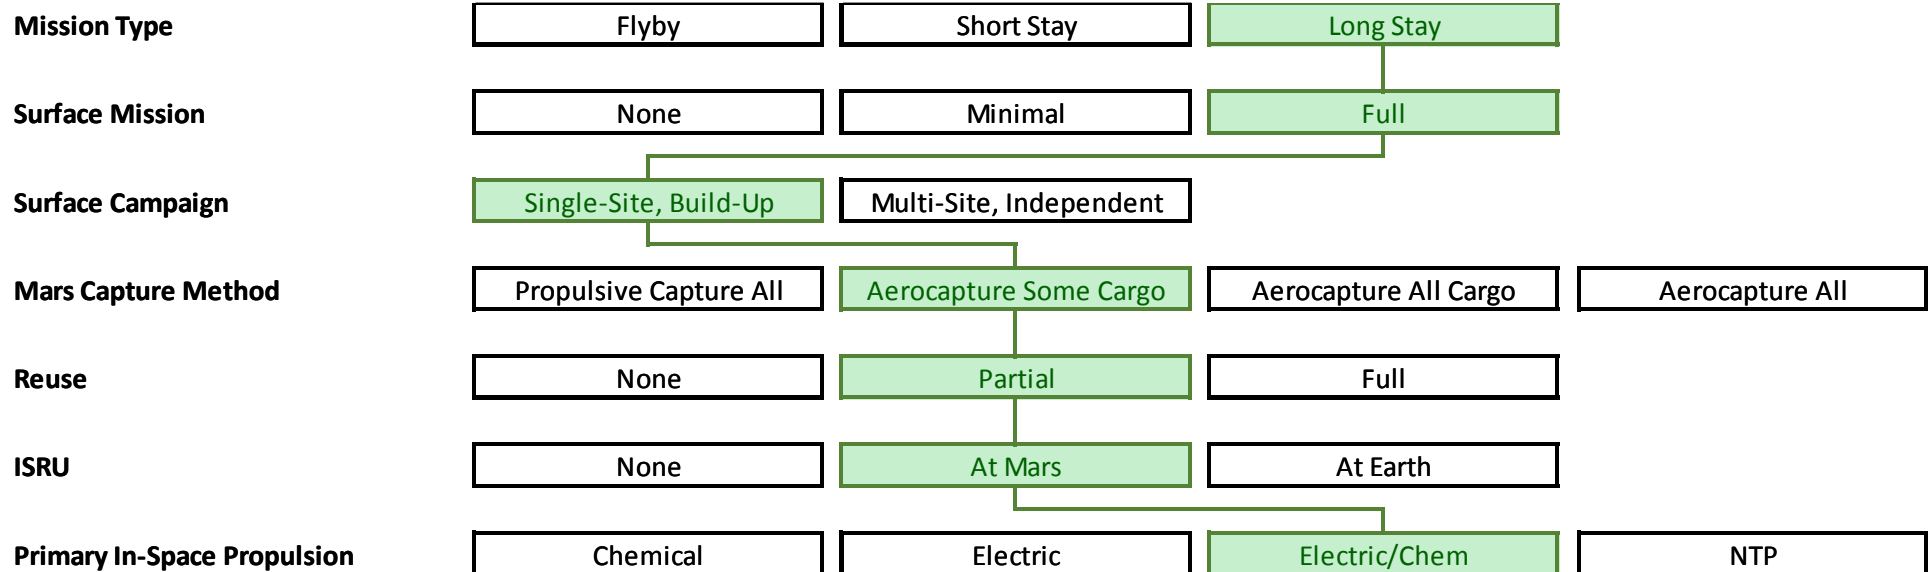 Mission Type Flyby Short Stay Long Stay
Surface Mission None Minimal Full
Surface Campaign Single-Site, Build-Up Multi-Site, Independent
Mars Capture Method Propulsive Capture All Aerocapture Some Cargo Aerocapture All Cargo Aerocapture All
Reuse None Partial Full
ISRU None At Mars At Earth
Primary In-Space Propulsion Chemical Electric Electric/Chem NTP